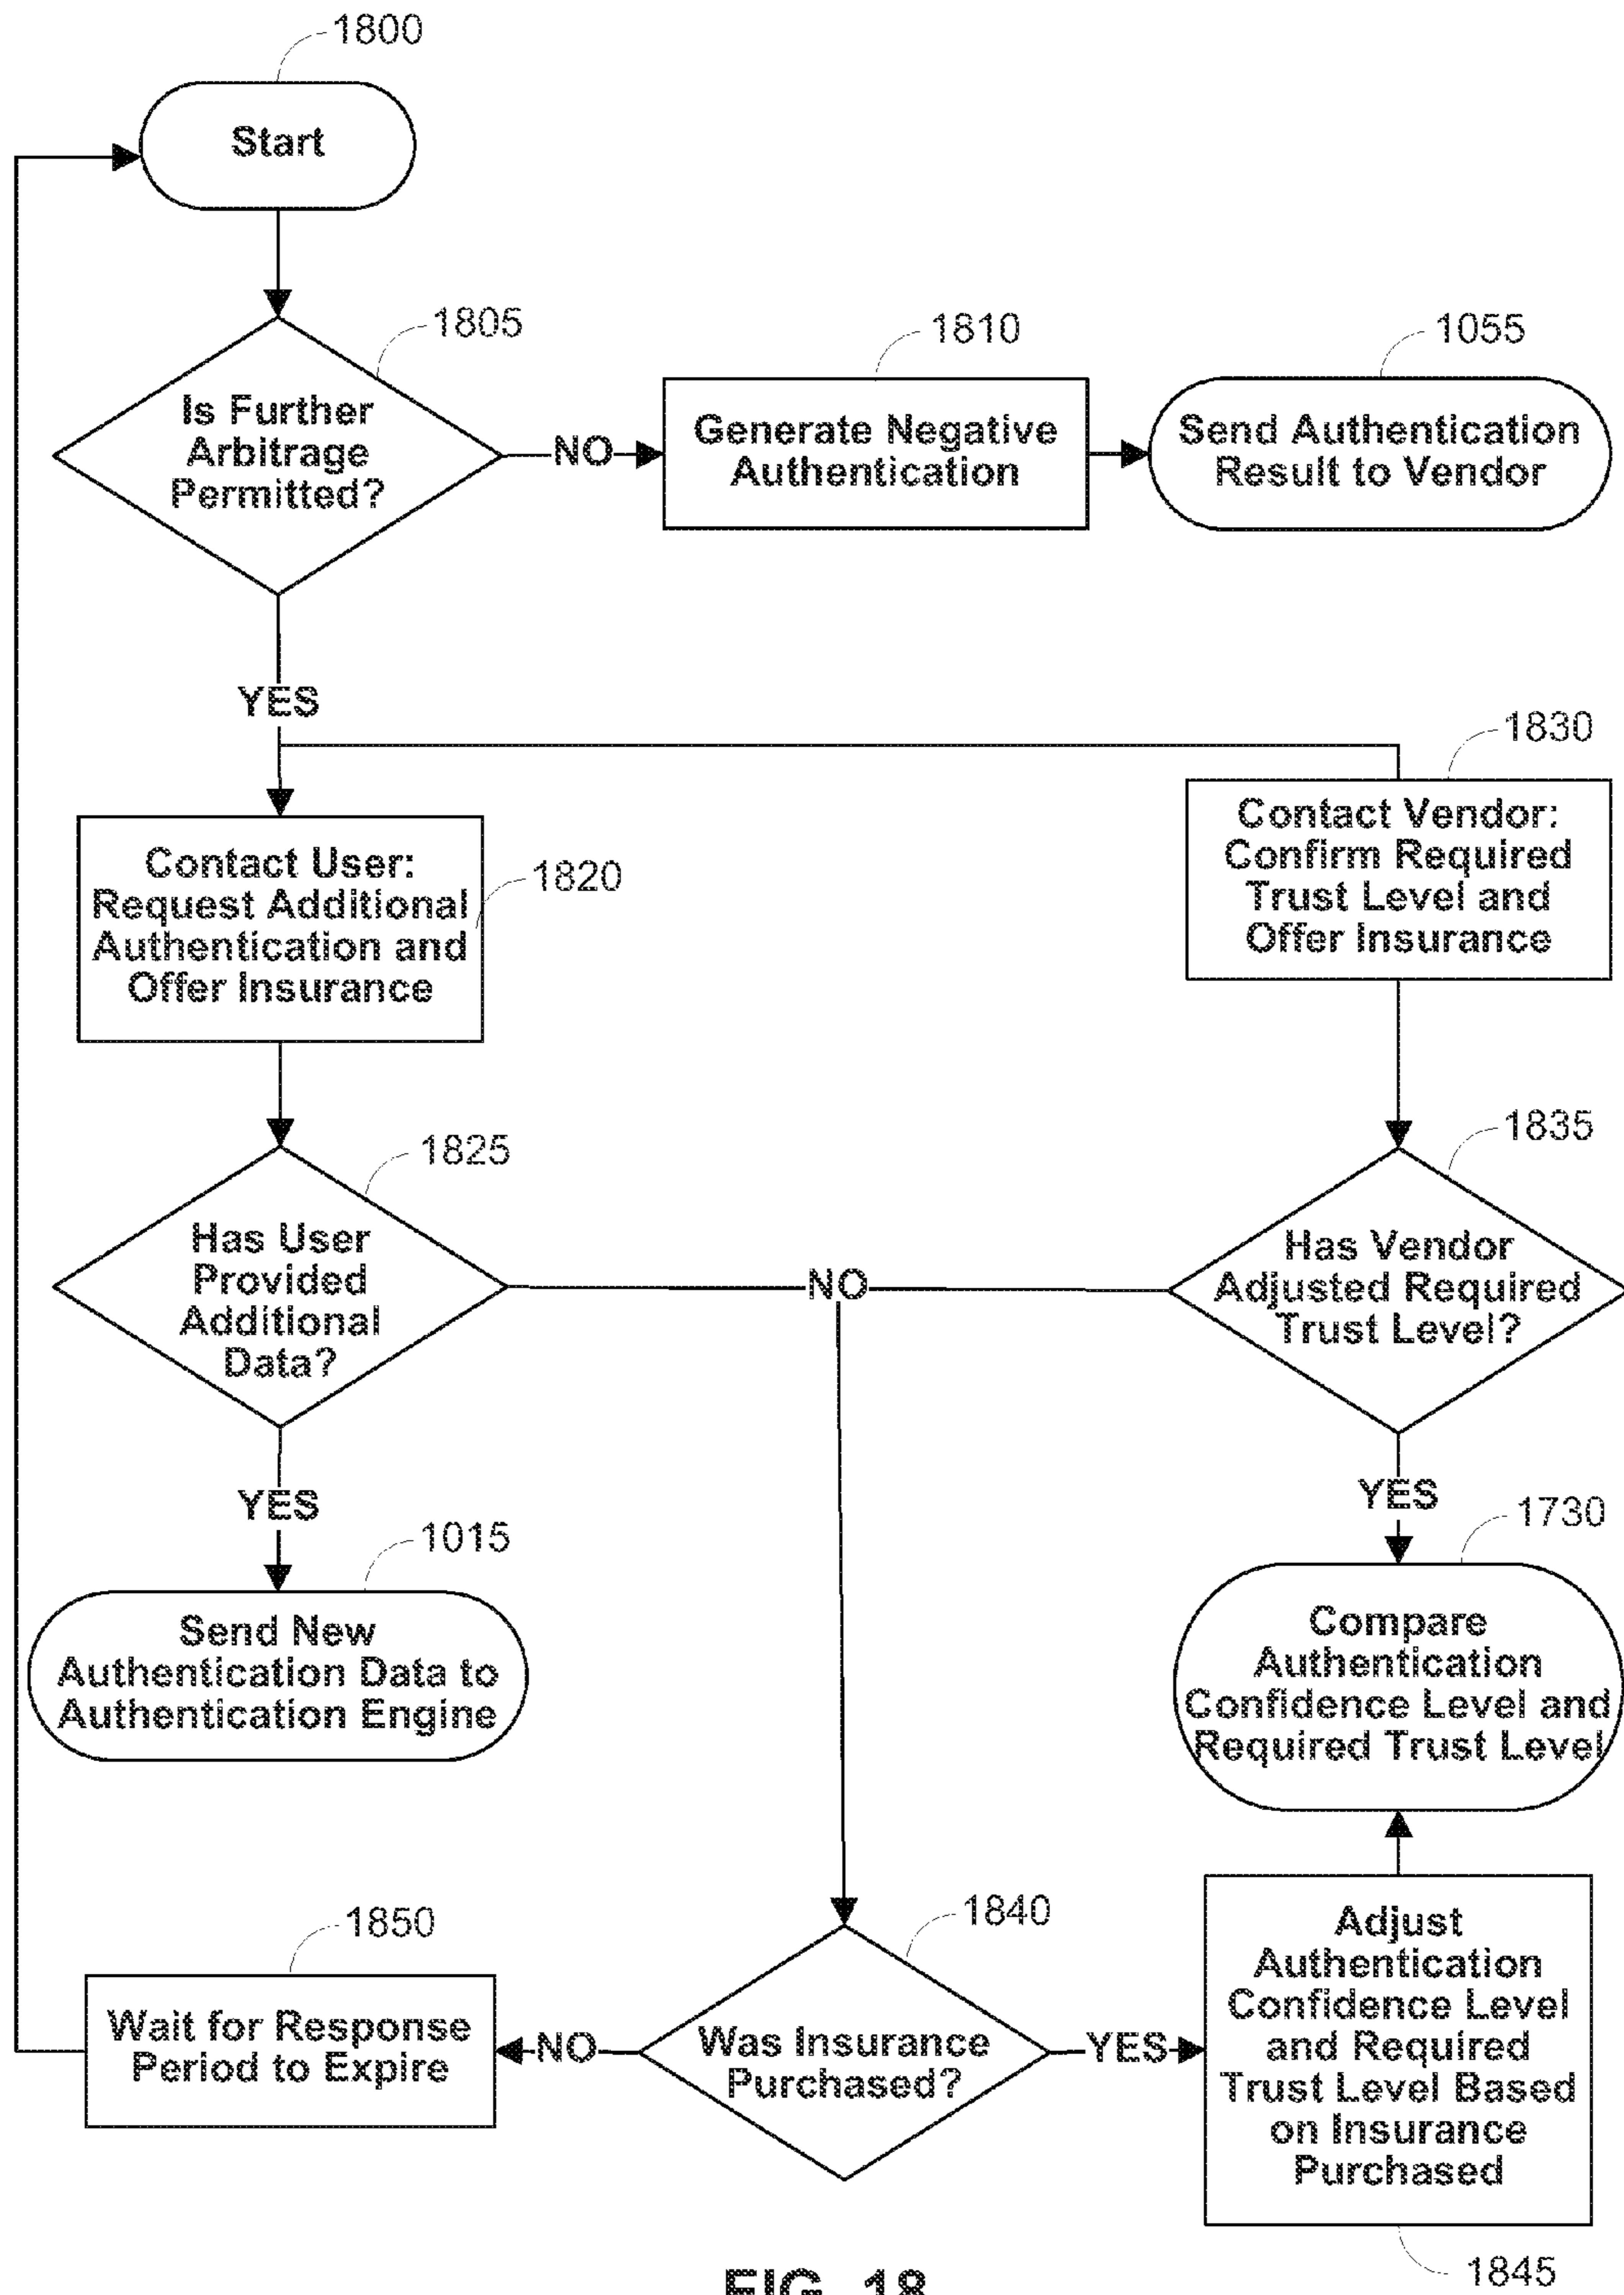 1800
Start
1805
Is Further
Arbitrage
Permitted?
NO
1810
Generate Negative
Authentication
1055
Send Authentication
Result to Vendor
YES
1820
Contact User:
Request Additional
Authentication and
Offer Insurance
1830
Contact Vendor:
Confirm Required
Trust Level and
Offer Insurance
1825
Has User
Provided
Additional
Data?
NO
1835
Has Vendor
Adjusted Required
Trust Level?
YES
1015
Send New
Authentication Data to
Authentication Engine
YES
1730
Compare
Authentication
Confidence Level and
Required Trust Level
1850
Wait for Response
Period to Expire
NO
1840
Was Insurance
Purchased?
YES
Adjust
Authentication
Confidence Level
and Required
Trust Level Based
on Insurance
Purchased
1845
FIG. 18